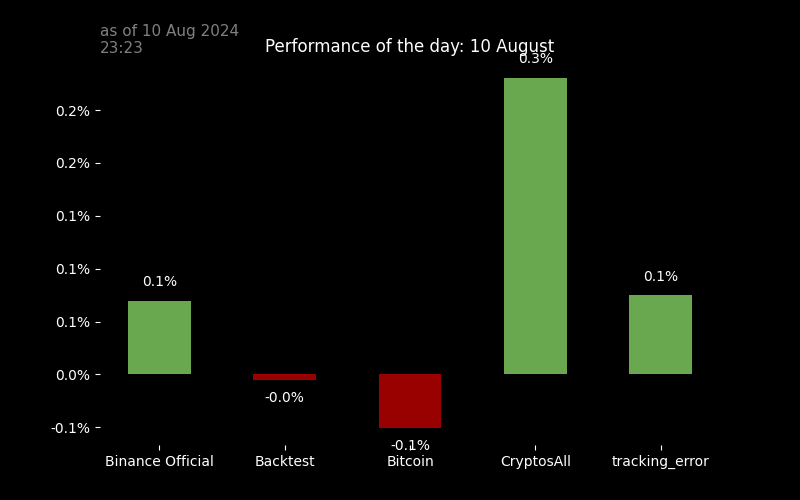 as of 10 Aug 2024
23:23
Performance of the day: 10 August
0.3%
0.2%
0.2%
0.1%
0.1%
0.1%
0.1%
0.1%
0.0%
-0.0%
-0.1%
-0.1%
Binance Official
Backtest
Bitcoin
CryptosAll
tracking_error